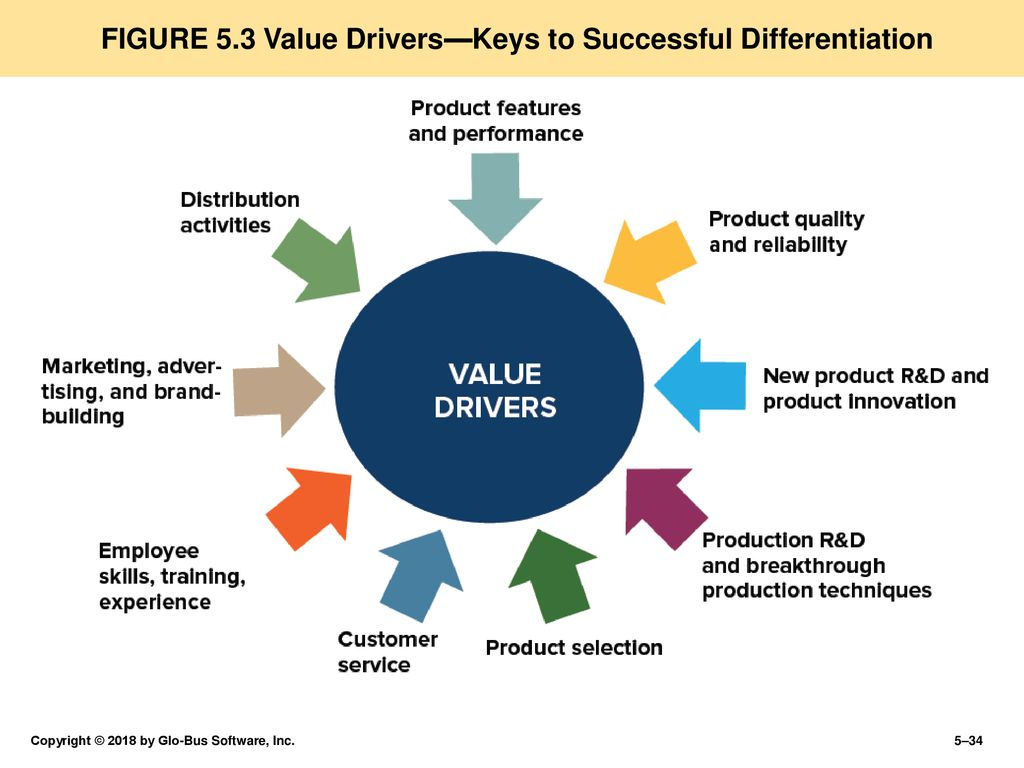 FIGURE 5.3 Value Drivers—Keys to Successful Differentiation
Product features
and performance
Distribution
activities
Product quality
and reliability
Marketing, adver-
tising, and brand-
building
VALUE
DRIVERS
New product R&D and
product innovation
Employee
skills, training,
experience
Production R&D
and breakthrough
production techniques
Customer
service
Product selection
Copyright © 2018 by Glo-Bus Software, Inc.
5–34